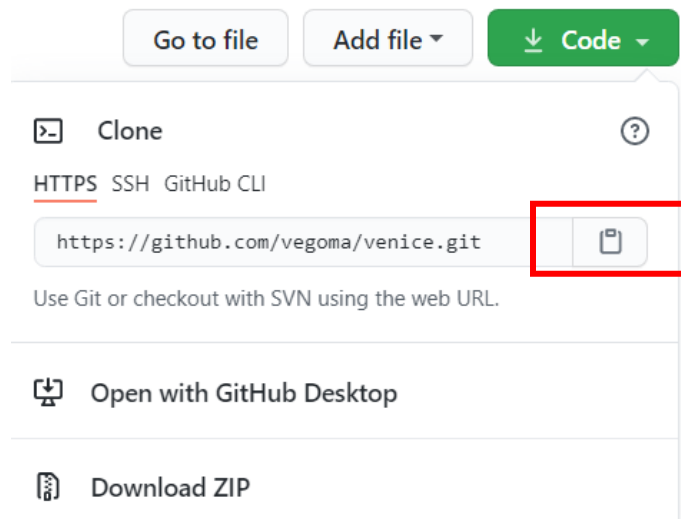 Go to file Add file Code
Clone
HTTPS SSH GitHub CLI
https://github.com/vegoma/venice.git
Use Git or checkout with SVN using the web URL.
Open with GitHub Desktop
Download ZIP